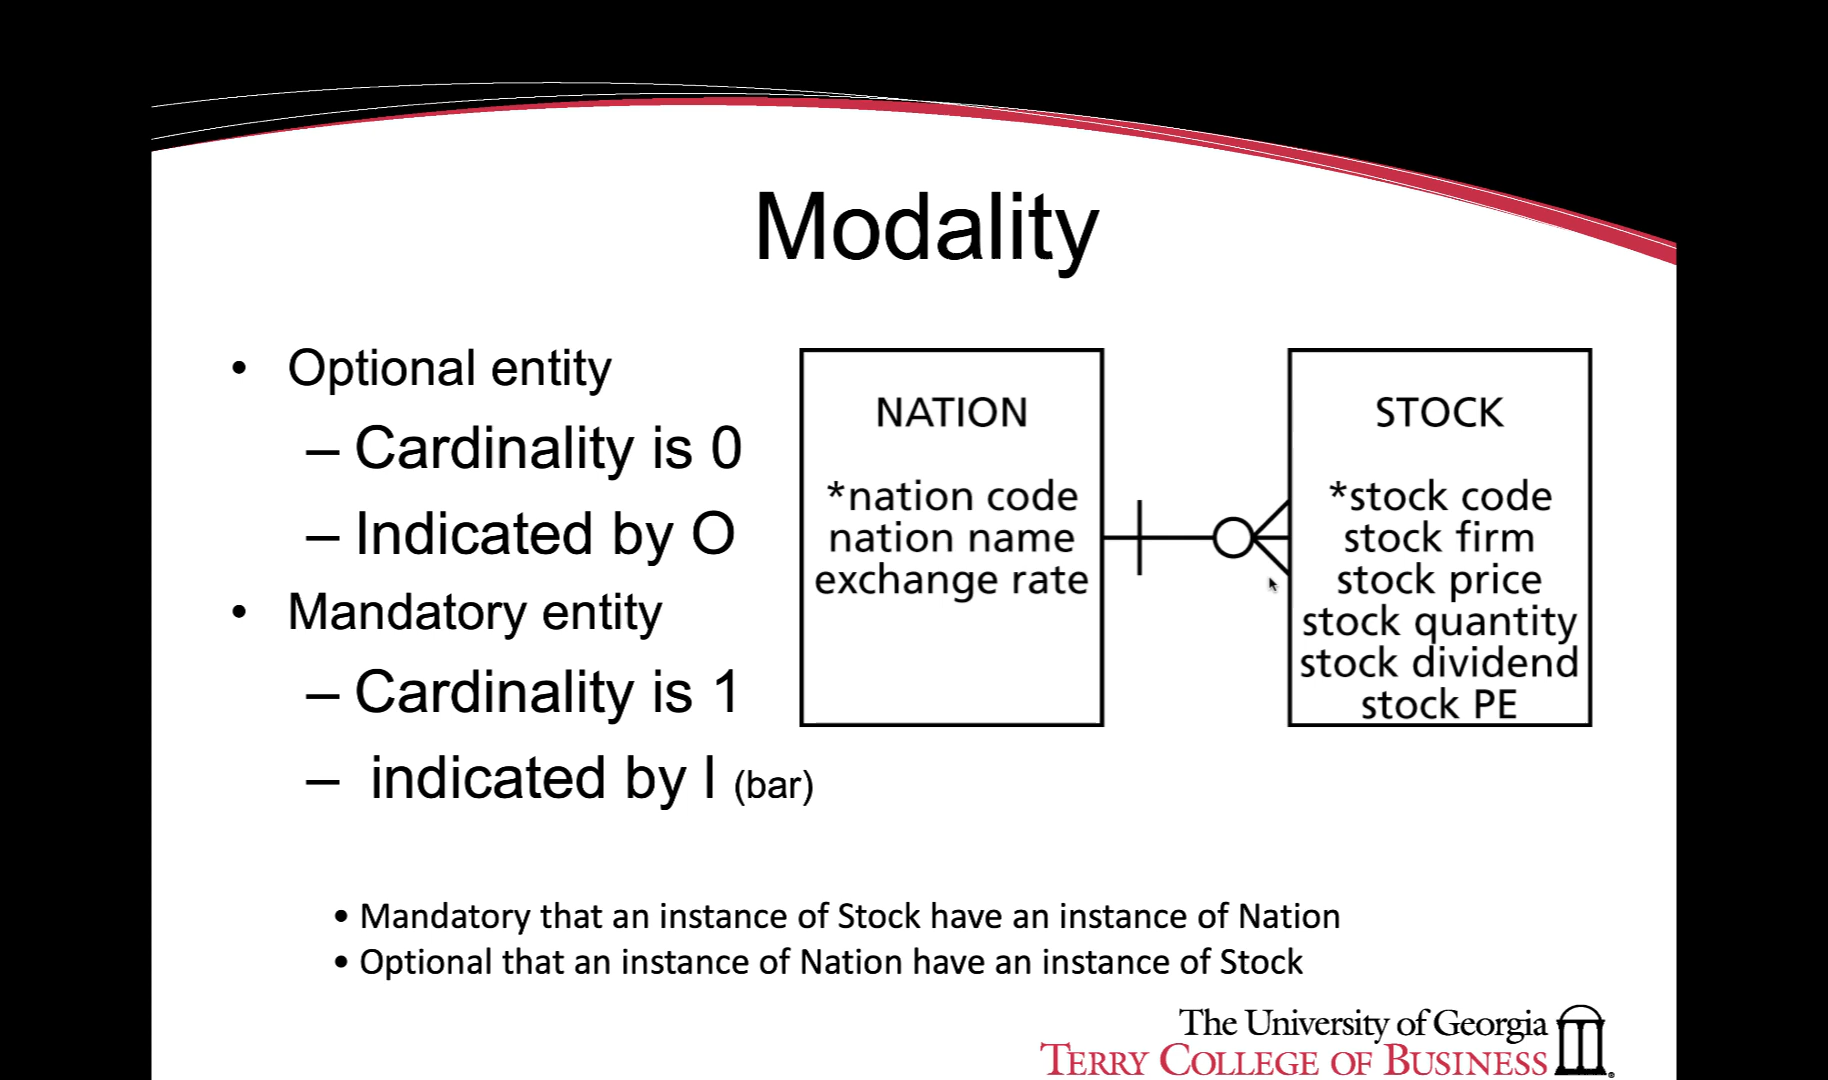 Modality
• Optional entity
– Cardinality is 0
– Indicated by O
• Mandatory entity
– Cardinality is 1
– indicated by I (bar)
NATION
*nation code
nation name
exchange rate
STOCK
*stock code
stock firm
stock price
stock quantity
stock dividend
stock PE
• Mandatory that an instance of Stock have an instance of Nation
• Optional that an instance of Nation have an instance of Stock
The University of Georgia
TERRY COLLEGE OF BUSINESS